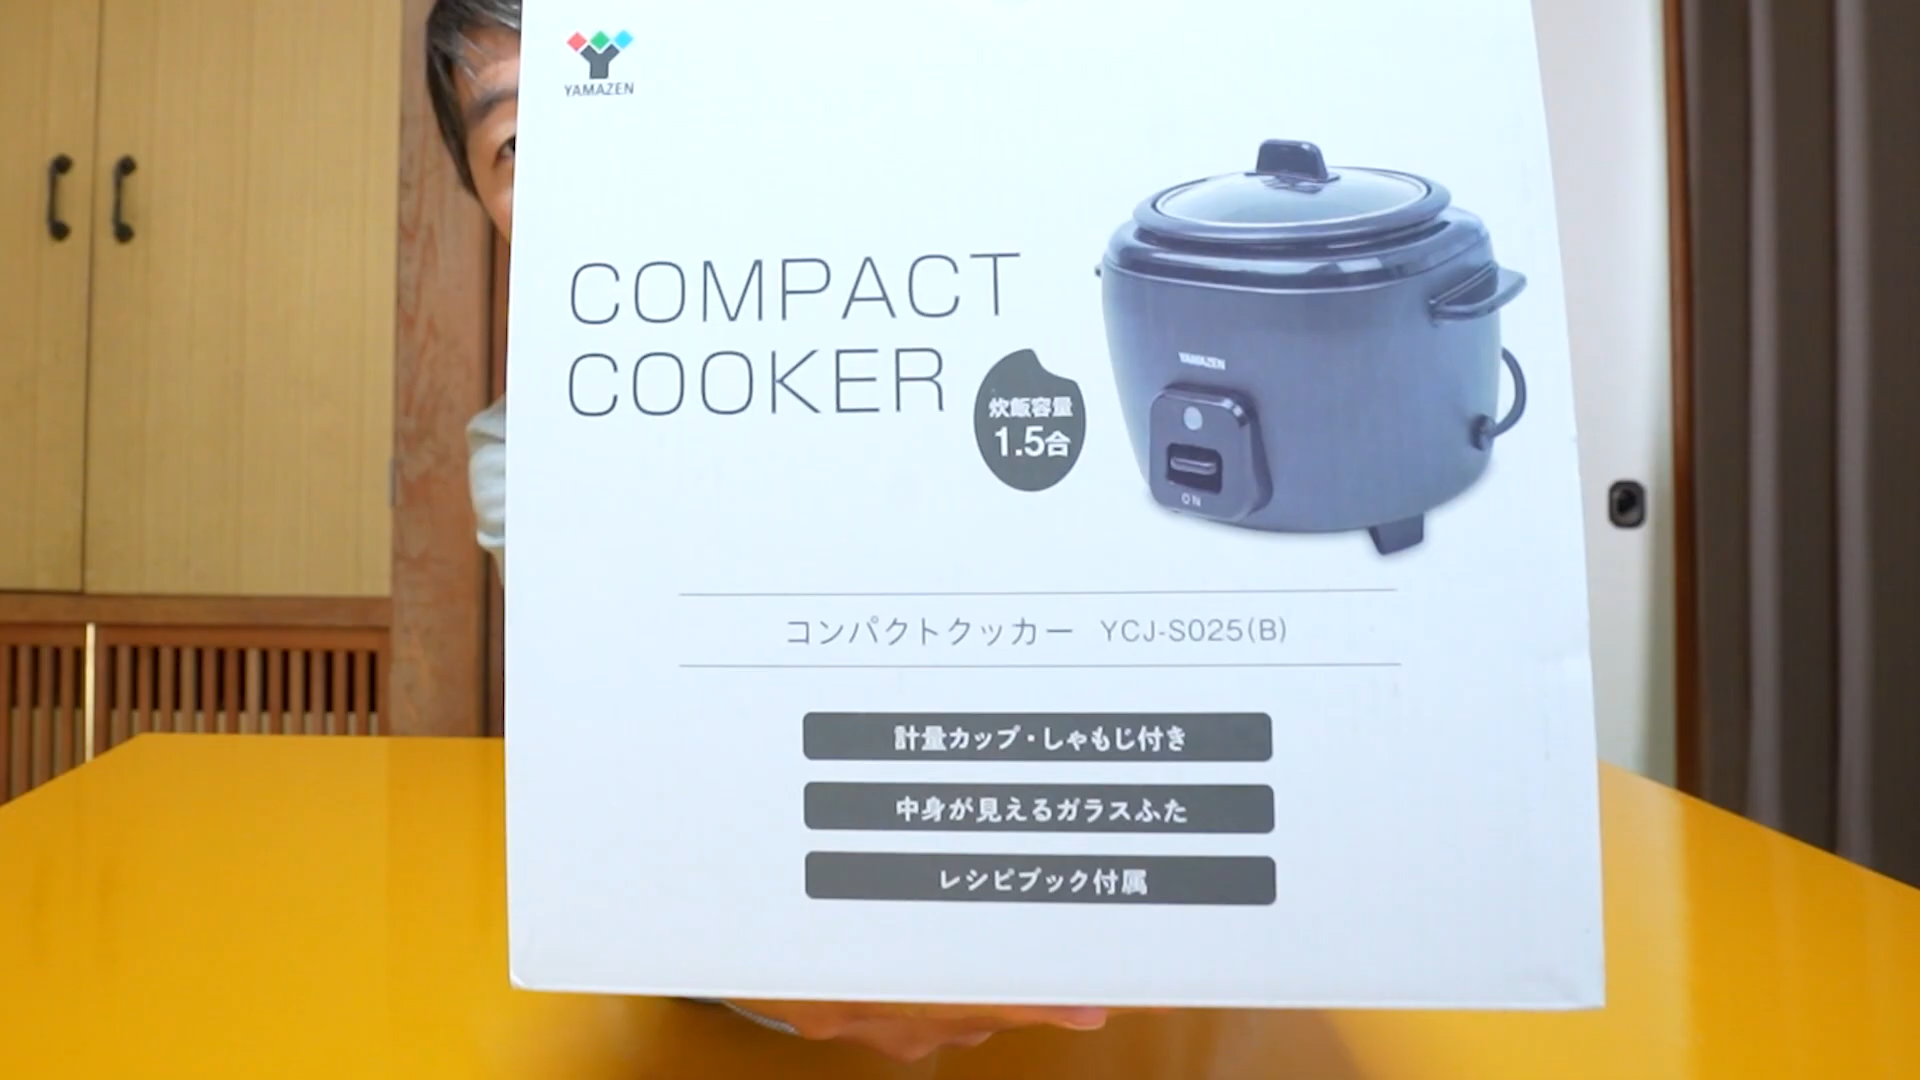 YAMAZEN
COMPACT
COOKER
炊飯容量
1.5合
YAMAZEN
ON
コンパクトクッカー YCJ-S025(B)
計量カップ・しゃもじ付き
中身が見えるガラスふた
レシピブック付属